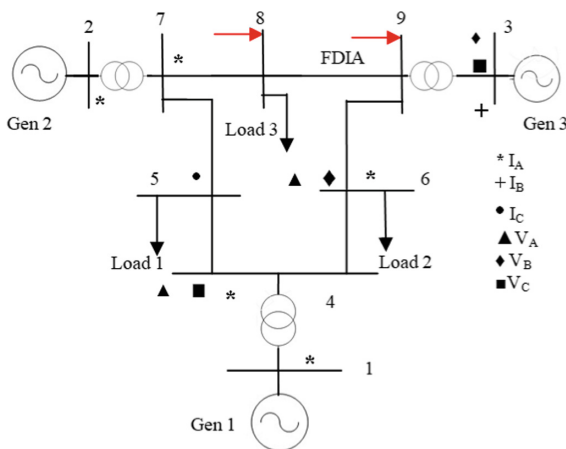 2
7
8
9
3
FDIA
Gen 2
*
*
Load 3
+
Gen 3
5
6
*
* I_A
+ I_B
● I_C
▲ V_A
◆ V_B
■ V_C
Load 1
Load 2
*
4
*
1
Gen 1